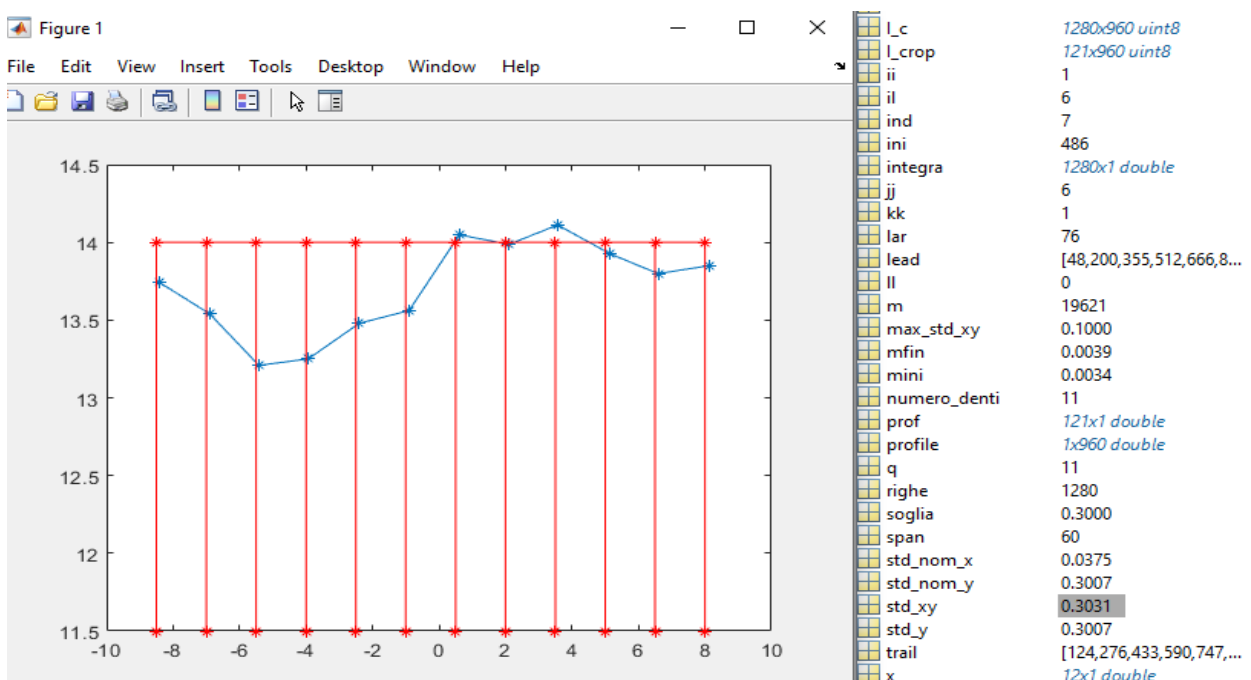 Figure 1
File Edit View Insert Tools Desktop Window Help
14.5
14
13.5
13
12.5
12
11.5
-10 -8 -6 -4 -2 0 2 4 6 8 10
I_c 1280x960 uint8
I_crop 121x960 uint8
ii 1
il 6
ind 7
ini 486
integra 1280x1 double
jj 6
kk 1
lar 76
lead [48,200,355,512,666,8...
ll 0
m 19621
max_std_xy 0.1000
mfin 0.0039
mini 0.0034
numero_denti 11
prof 121x1 double
profile 1x960 double
q 11
righe 1280
soglia 0.3000
span 60
std_nom_x 0.0375
std_nom_y 0.3007
std_xy 0.3031
std_y 0.3007
trail [124,276,433,590,747,...
x 12x1 double